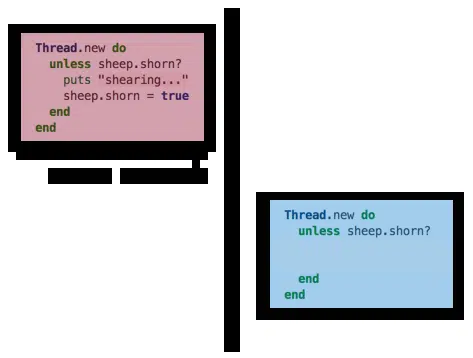 Thread.new do
  unless sheep.shorn?
    puts "shearing..."
    sheep.shorn = true
  end
end
Thread.new do
  unless sheep.shorn?
  end
end